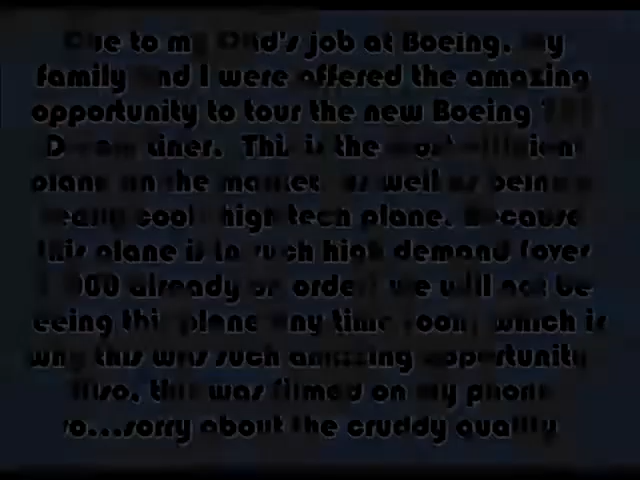 Due to my Dad's job at Boeing, my
family and I were offered the amazing
opportunity to tour the new Boeing
Dreamliner. This is the most efficient
plane on the market, as well as being a
really cool, high tech plane. Because
this plane is in such high demand (over
already on order) we will not be
seeing this plane any time soon, which is
why this was such amazing opportunity
Also, this was filmed on my phone
so...sorry about the cruddy quality